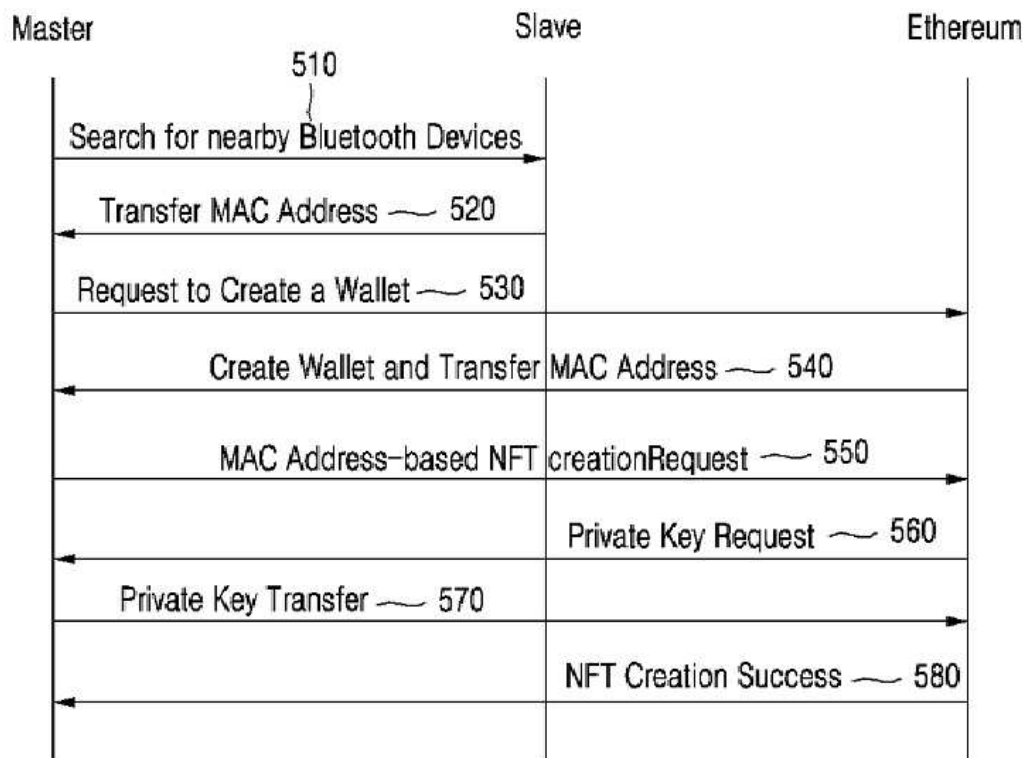 Master Slave Ethereum
510
Search for nearby Bluetooth Devices
Transfer MAC Address 520
Request to Create a Wallet 530
Create Wallet and Transfer MAC Address 540
MAC Address-based NFT creationRequest 550
Private Key Request 560
Private Key Transfer 570
NFT Creation Success 580